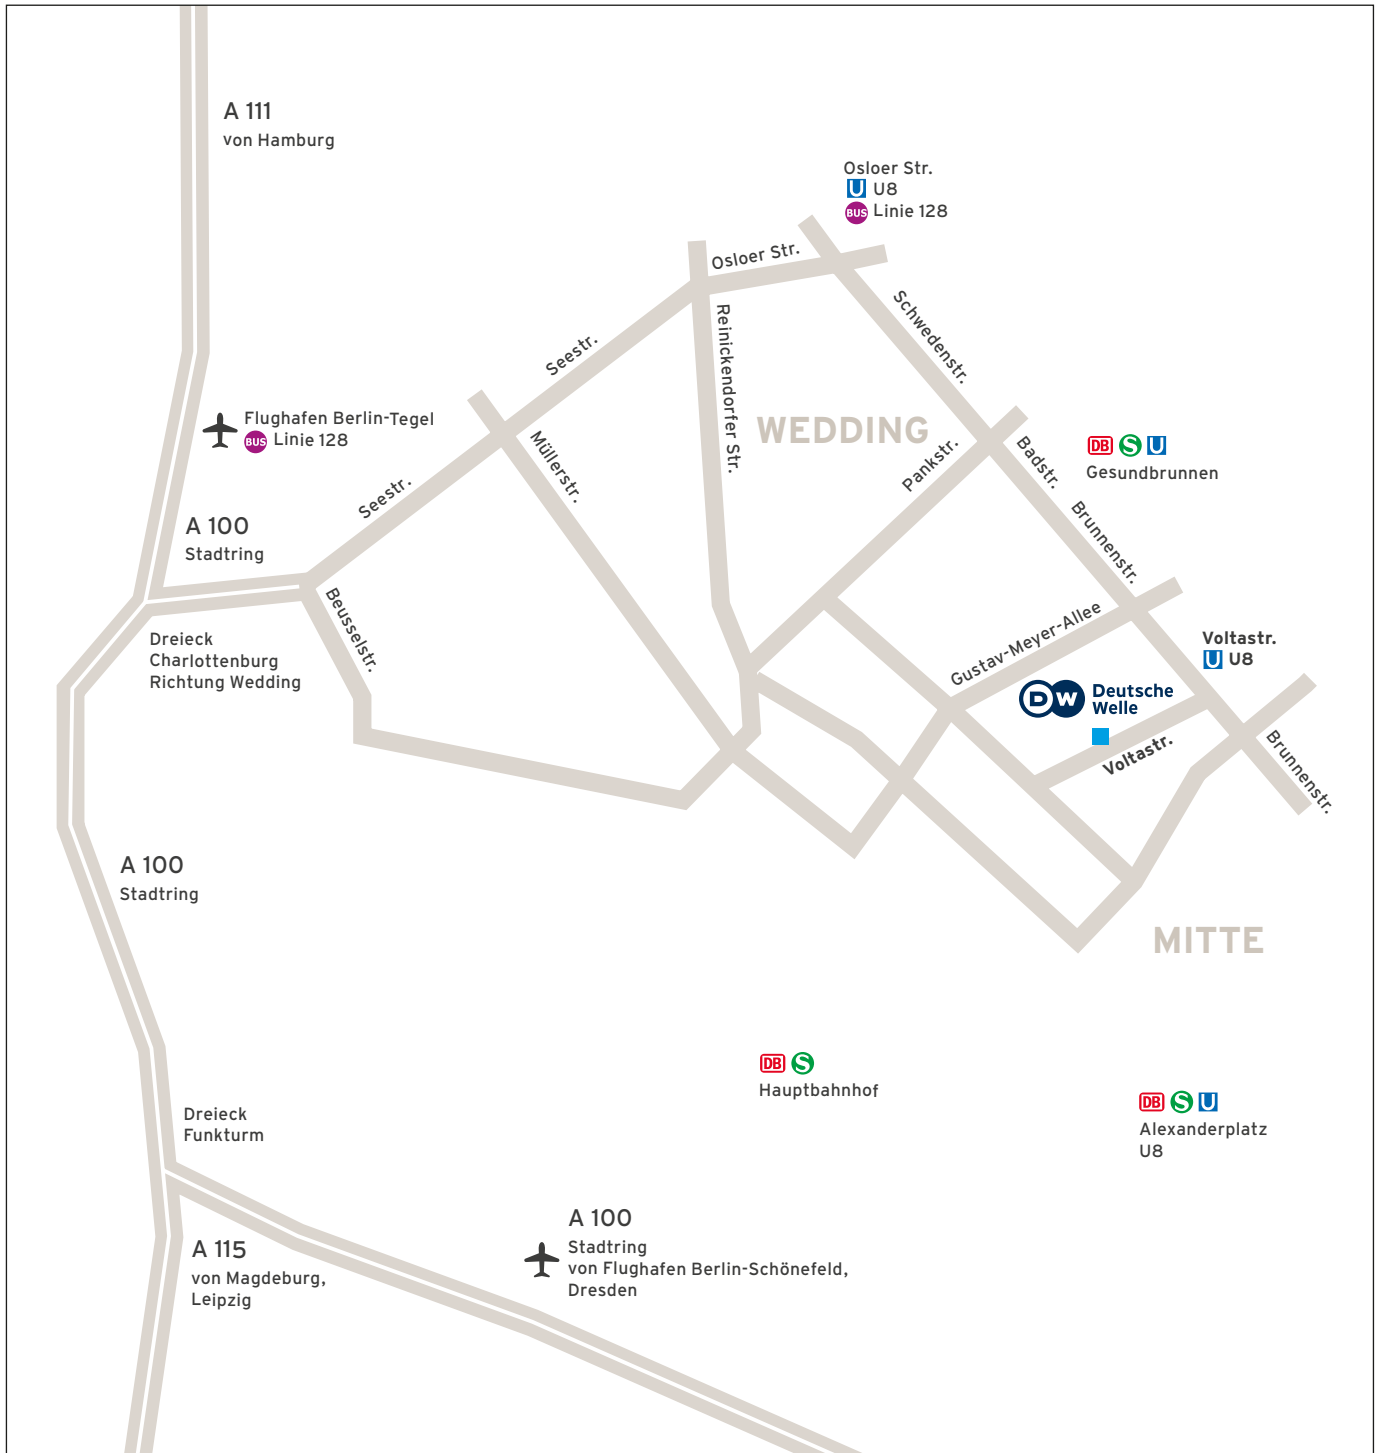 A 111
von Hamburg
Osloer Str.
U U8
BUS Linie 128
Osloer Str.
Schwedenstr.
Reinickendorfer Str.
Seestr.
WEDDING
Flughafen Berlin-Tegel
BUS Linie 128
Müllerstr.
Pankstr.
Badstr.
DB S U
Gesundbrunnen
Seestr.
A 100
Stadtring
Brunnenstr.
Beusselstr.
Dreieck
Charlottenburg
Richtung Wedding
Gustav-Meyer-Allee
Voltastr.
U U8
DW Deutsche
Welle
Voltastr.
Brunnenstr.
A 100
Stadtring
MITTE
DB S
Hauptbahnhof
DB S U
Alexanderplatz
U8
Dreieck
Funkturm
A 115
von Magdeburg,
Leipzig
A 100
Stadtring
von Flughafen Berlin-Schönefeld,
Dresden